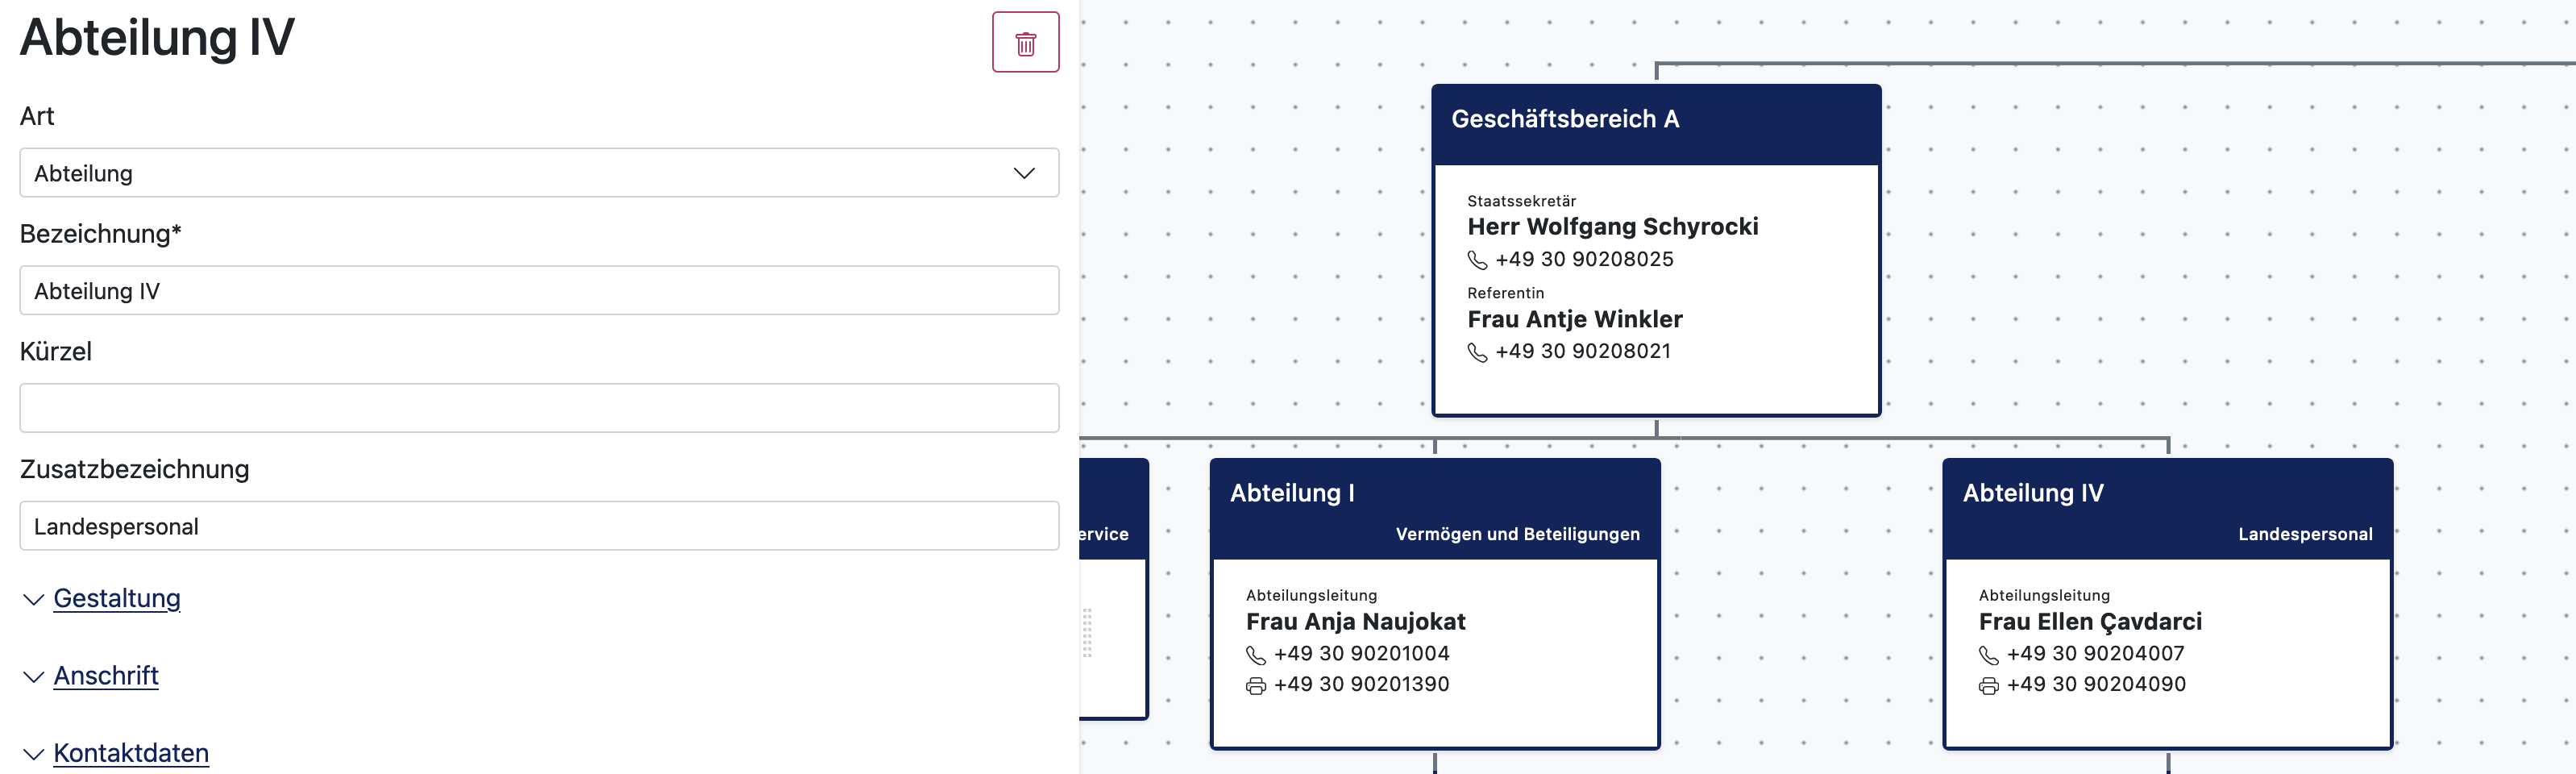 Abteilung IV
Art
Abteilung
Bezeichnung*
Abteilung IV
Kürzel
Zusatzbezeichnung
Landespersonal
Gestaltung
Anschrift
Kontaktdaten
Geschäftsbereich A
Staatssekretär
Herr Wolfgang Schyrocki
+49 30 90208025
Referentin
Frau Antje Winkler
+49 30 90208021
ervice
Abteilung I
Vermögen und Beteiligungen
Abteilungsleitung
Frau Anja Naujokat
+49 30 90201004
+49 30 90201390
Abteilung IV
Landespersonal
Abteilungsleitung
Frau Ellen Çavdarci
+49 30 90204007
+49 30 90204090